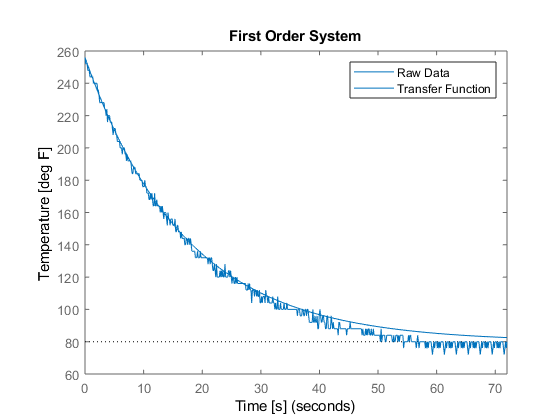 First Order System
Raw Data
Transfer Function
Temperature [deg F]
260
240
220
200
180
160
140
120
100
80
60
0 10 20 30 40 50 60 70
Time [s] (seconds)